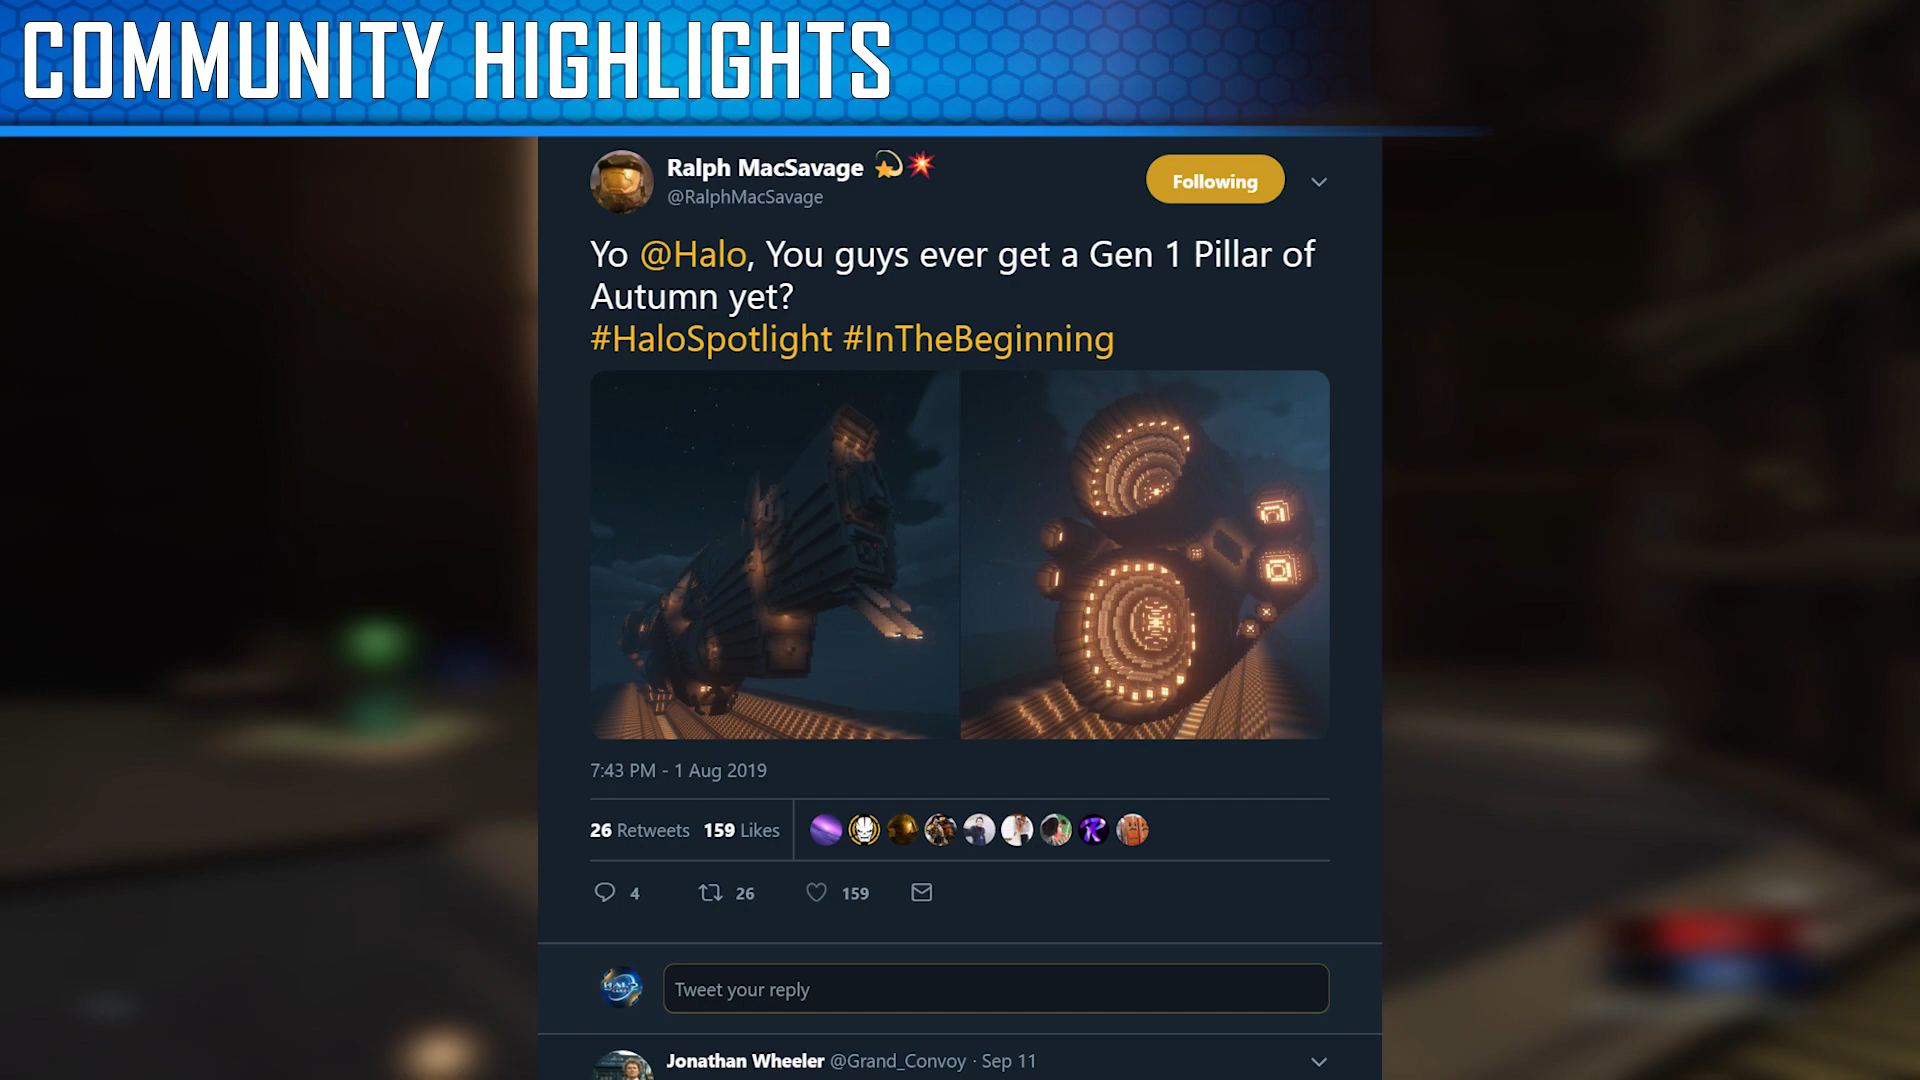 COMMUNITY HIGHLIGHTS
Ralph MacSavage
Following
@RalphMacSavage
Yo @Halo, You guys ever get a Gen 1 Pillar of
Autumn yet?
#HaloSpotlight #InTheBeginning
7:43 PM - 1 Aug 2019
26 Retweets 159 Likes
4 26 159
HALO
Tweet your reply
Jonathan Wheeler @Grand_Convoy · Sep 11